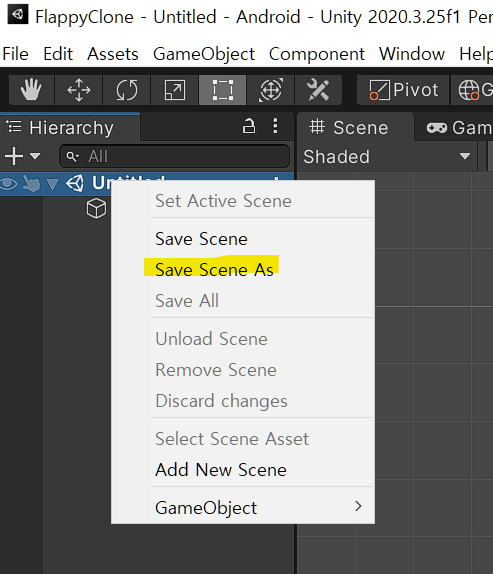 FlappyClone - Untitled - Android - Unity 2020.3.25f1 Per
File Edit Assets GameObject Component Window Help
Pivot G
Hierarchy
Scene Gam
All
Shaded
Untitled
Set Active Scene
Save Scene
Save Scene As
Save All
Unload Scene
Remove Scene
Discard changes
Select Scene Asset
Add New Scene
GameObject